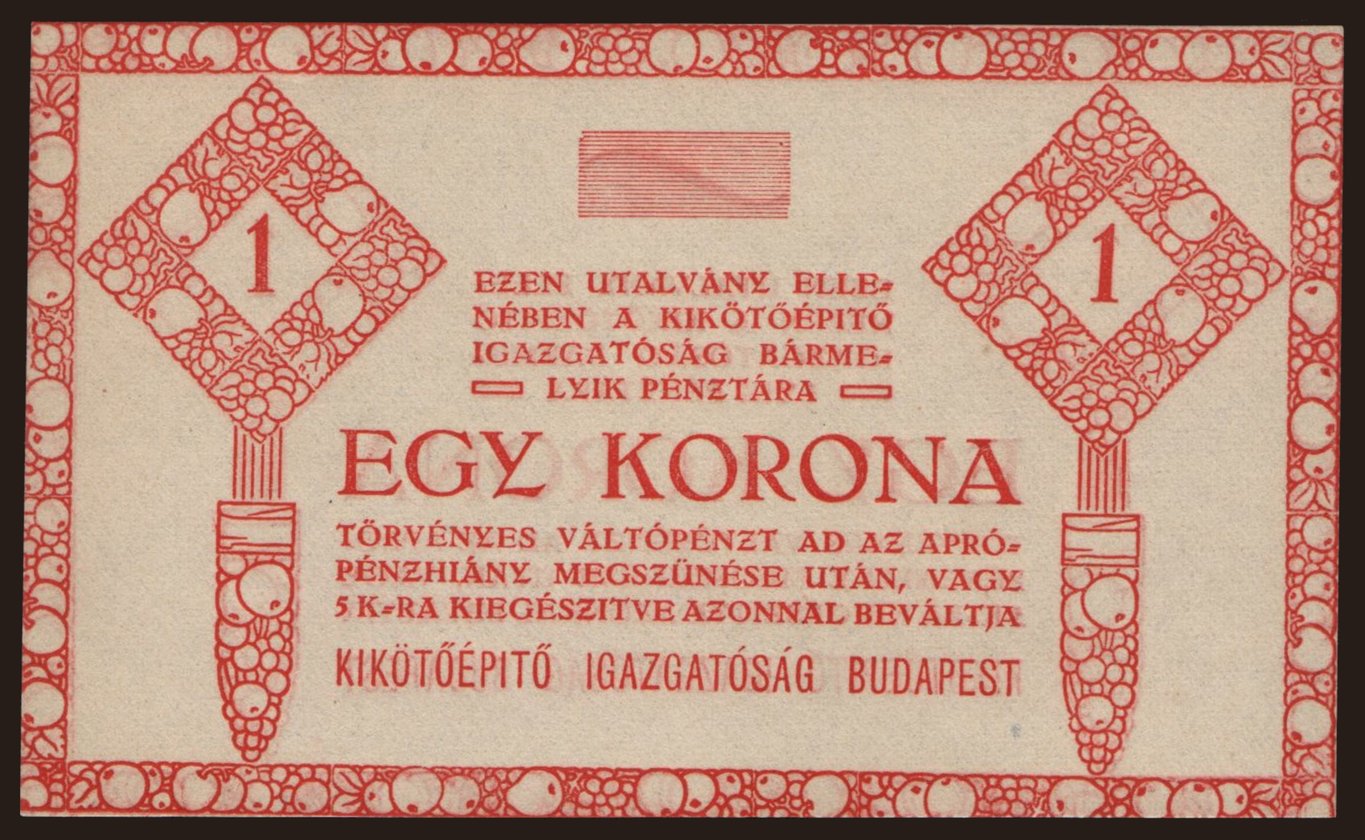 1
1
EZEN UTALVÁNY ELLE=
NÉBEN A KIKÖTŐÉPITŐ
IGAZGATÓSÁG BÁRME=
LYIK PÉNZTÁRA
EGY KORONA
TÖRVÉNYES VÁLTÓPÉNZT AD AZ APRÓ=
PÉNZHIÁNY MEGSZÜNÉSE UTÁN, VAGY
5 K=RA KIEGÉSZITVE AZONNAL BEVÁLTJA
KIKÖTŐÉPITŐ IGAZGATÓSÁG BUDAPEST